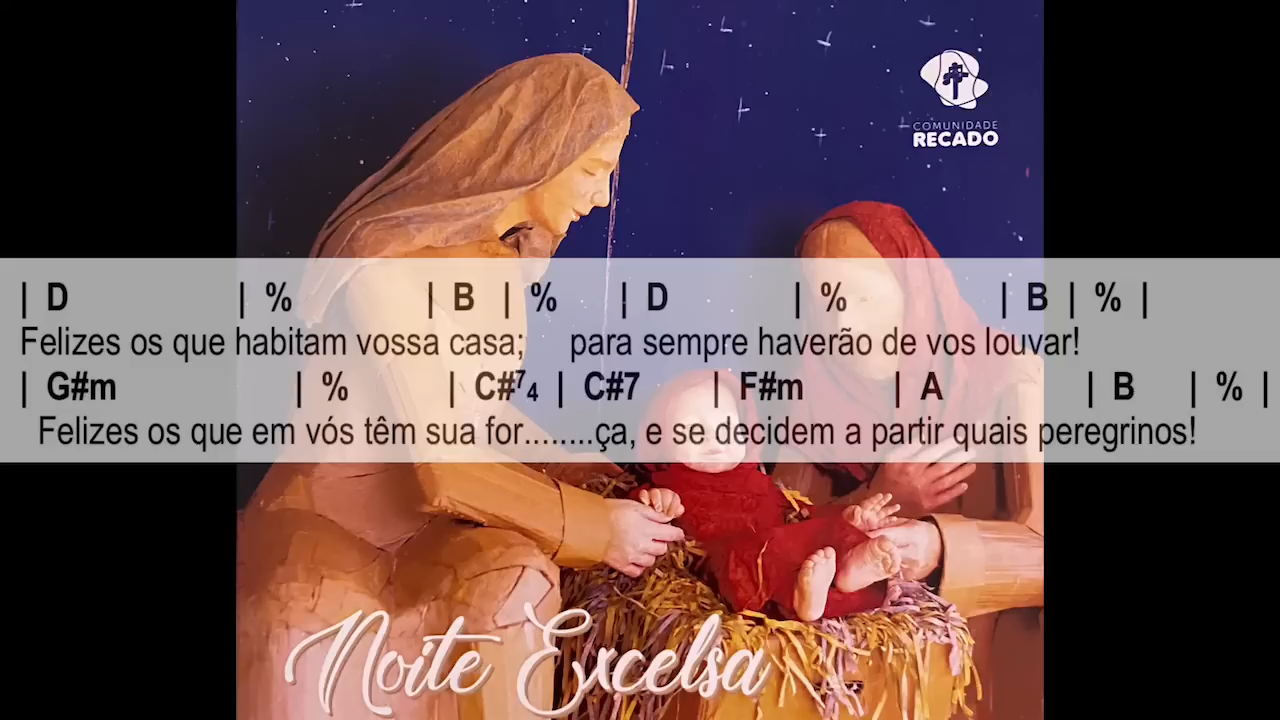 COMUNIDADE
RECADO
| D | % | B | % | D | % | B | % |
Felizes os que habitam vossa casa; para sempre haverão de vos louvar!
| G#m | % | C#⁷₄ | C#7 | F#m | A | B | % |
Felizes os que em vós têm sua for........ça, e se decidem a partir quais peregrinos!
Noite Excelsa